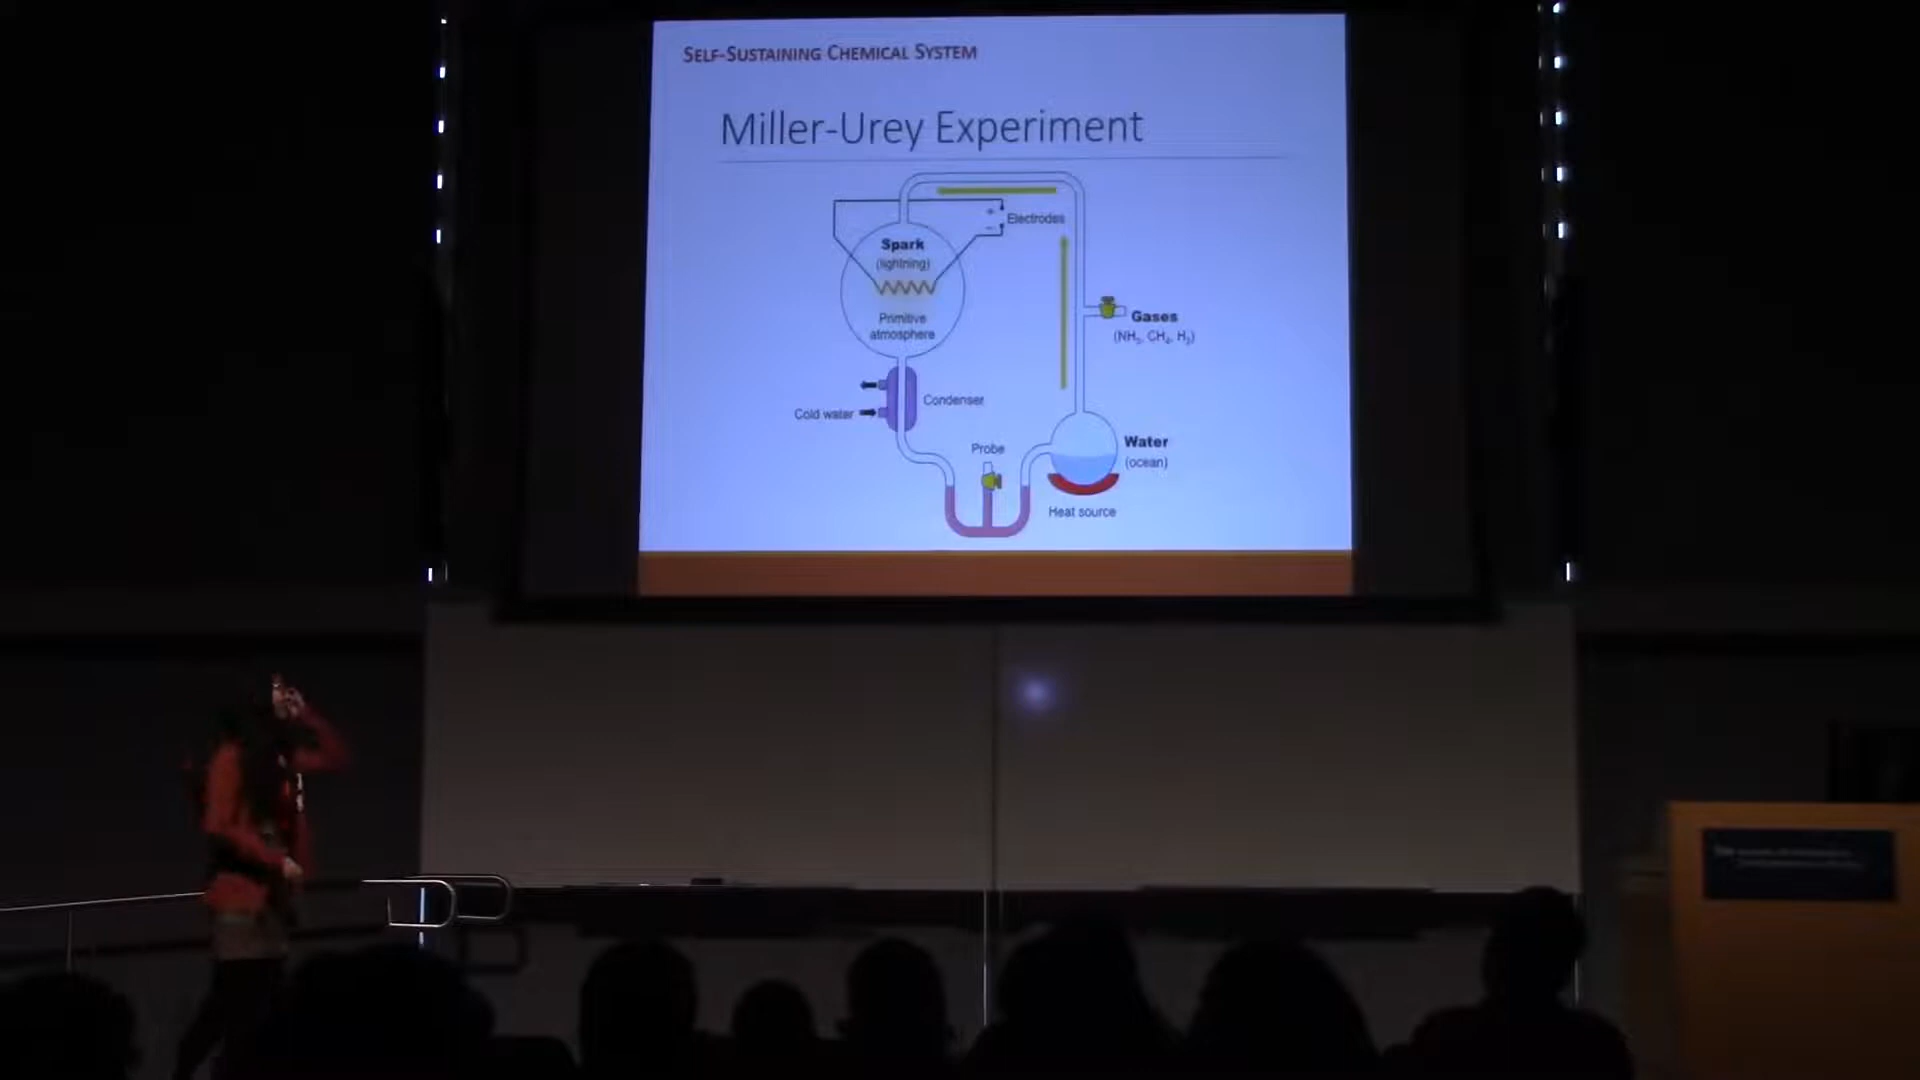 SELF-SUSTAINING CHEMICAL SYSTEM
Miller-Urey Experiment
+
Electrodes
−
Spark
(lightning)
Primitive
atmosphere
Gases
(NH₃, CH₄, H₂)
Condenser
Cold water
Probe
Water
(ocean)
Heat source